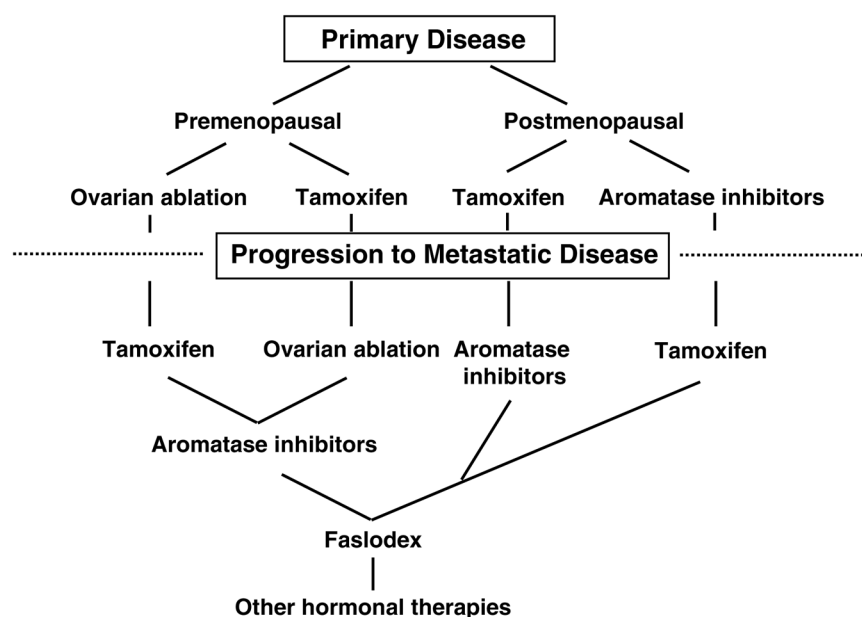 Primary Disease
Premenopausal Postmenopausal
Ovarian ablation Tamoxifen Tamoxifen Aromatase inhibitors
Progression to Metastatic Disease
Tamoxifen Ovarian ablation Aromatase inhibitors Tamoxifen
Aromatase inhibitors
Faslodex
Other hormonal therapies